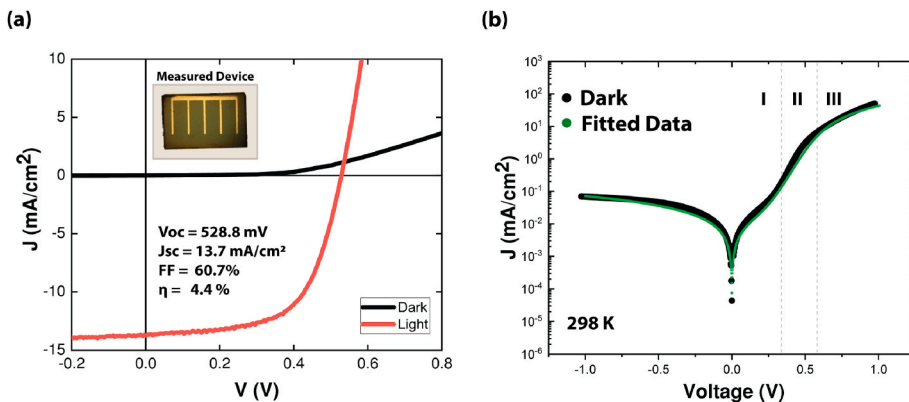 (a)
15
10
5
0
-5
-10
-15
J (mA/cm²)
Measured Device
Voc = 528.8 mV
Jsc = 13.7 mA/cm²
FF = 60.7%
η = 4.4 %
Dark
Light
-0.2 0.0 0.2 0.4 0.6 0.8
V (V)
(b)
10³
10²
10¹
10⁰
10⁻¹
10⁻²
10⁻³
10⁻⁴
10⁻⁵
10⁻⁶
J (mA/cm²)
Dark
Fitted Data
I II III
298 K
-1.0 -0.5 0.0 0.5 1.0
Voltage (V)